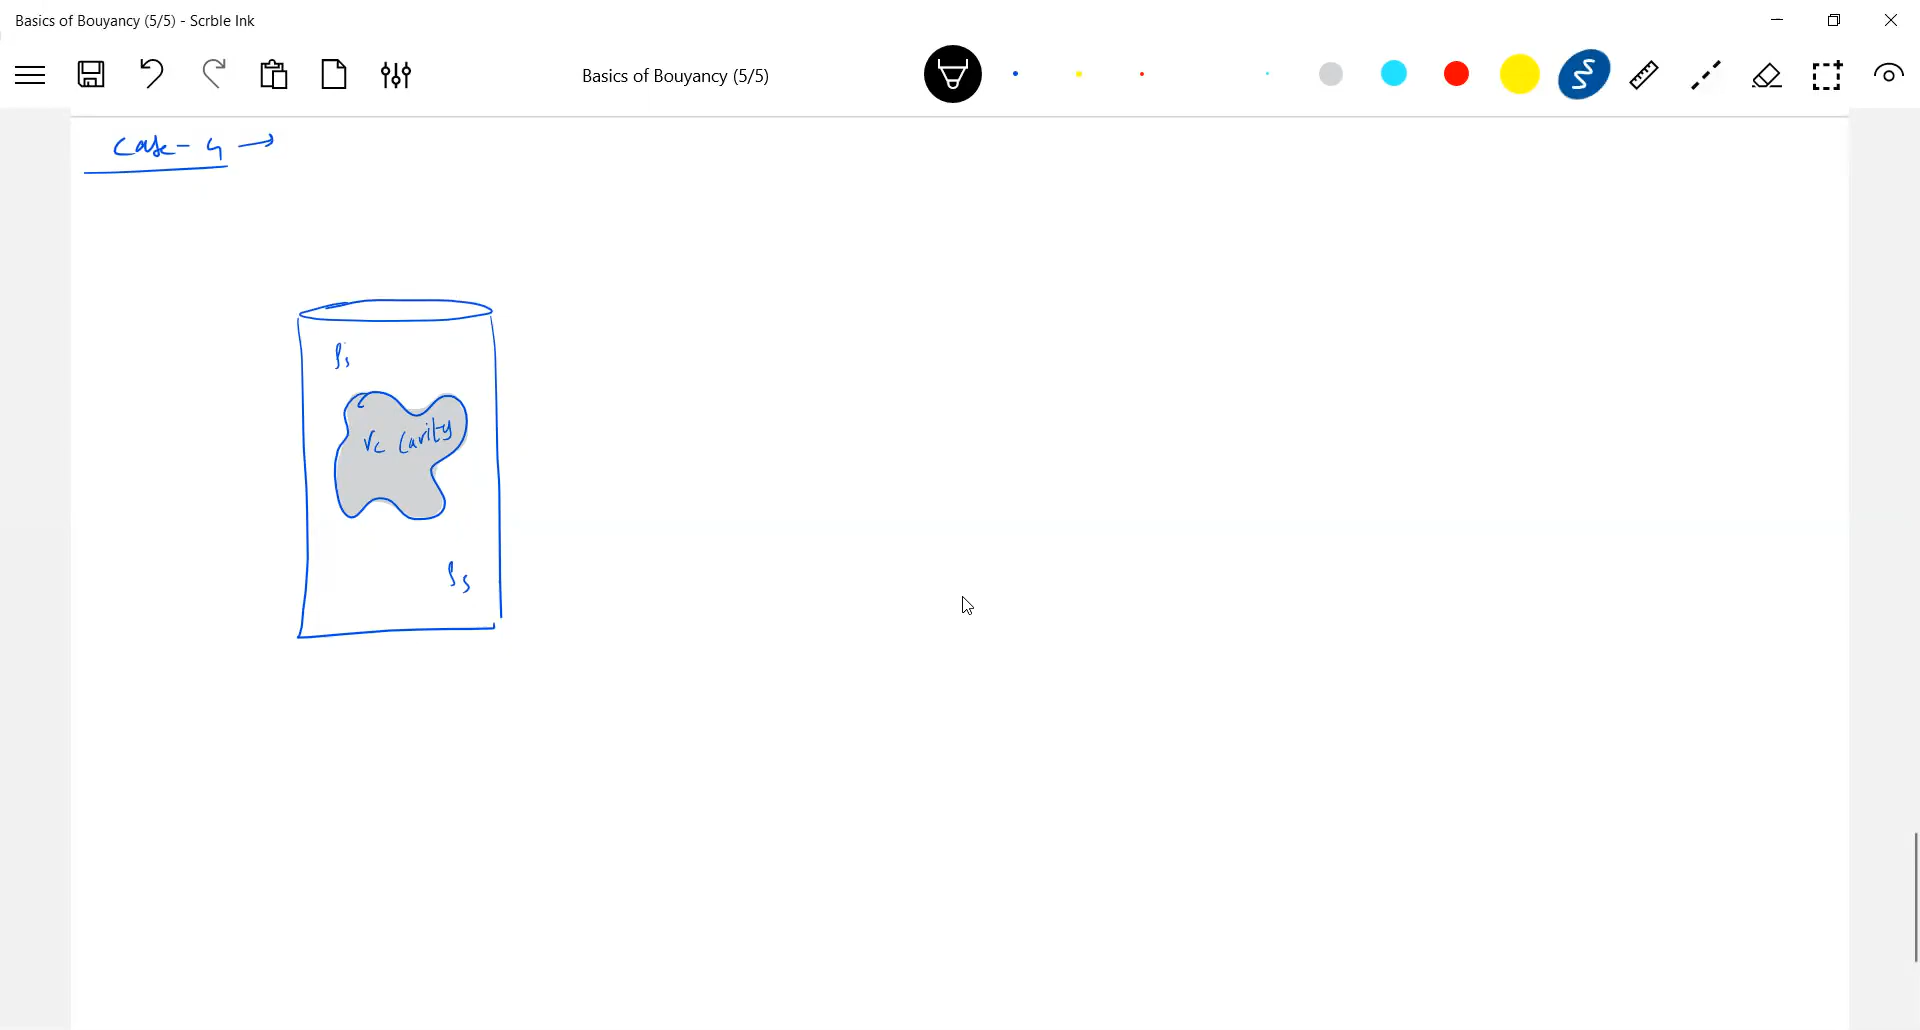 Basics of Bouyancy (5/5) - Scrble Ink
Basics of Bouyancy (5/5)
Case - 4 →
ρs
Vc Cavity
ρs